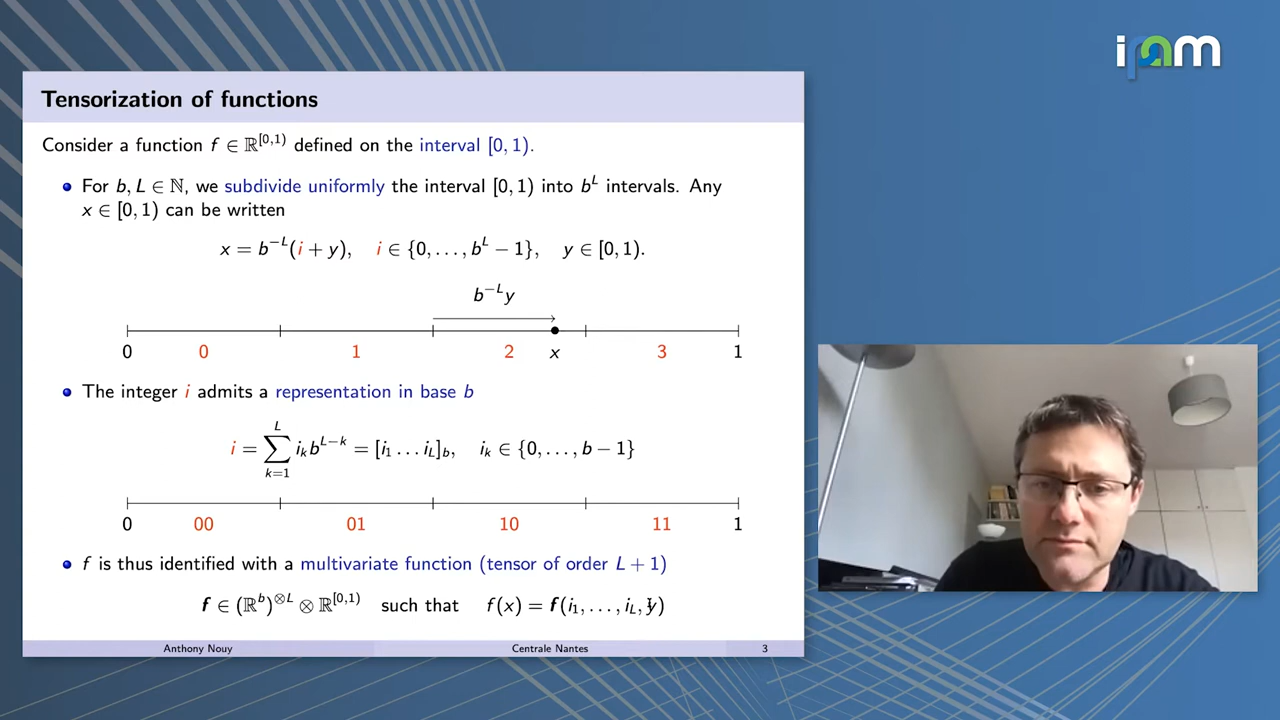 ipam
Tensorization of functions
Consider a function f ∈ ℝ^[0,1) defined on the interval [0, 1).
For b, L ∈ ℕ, we subdivide uniformly the interval [0, 1) into b^L intervals. Any
x ∈ [0, 1) can be written
x = b^−L(i + y), i ∈ {0, . . . , b^L − 1}, y ∈ [0, 1).
b^−L y
0 0 1 2 x 3 1
The integer i admits a representation in base b
i = ∑_{k=1}^{L} i_k b^{L−k} = [i_1 . . . i_L]_b, i_k ∈ {0, . . . , b − 1}
0 00 01 10 11 1
f is thus identified with a multivariate function (tensor of order L + 1)
f ∈ (ℝ^b)^⊗L ⊗ ℝ^[0,1) such that f(x) = f(i_1, . . . , i_L, y)
Anthony Nouy Centrale Nantes 3